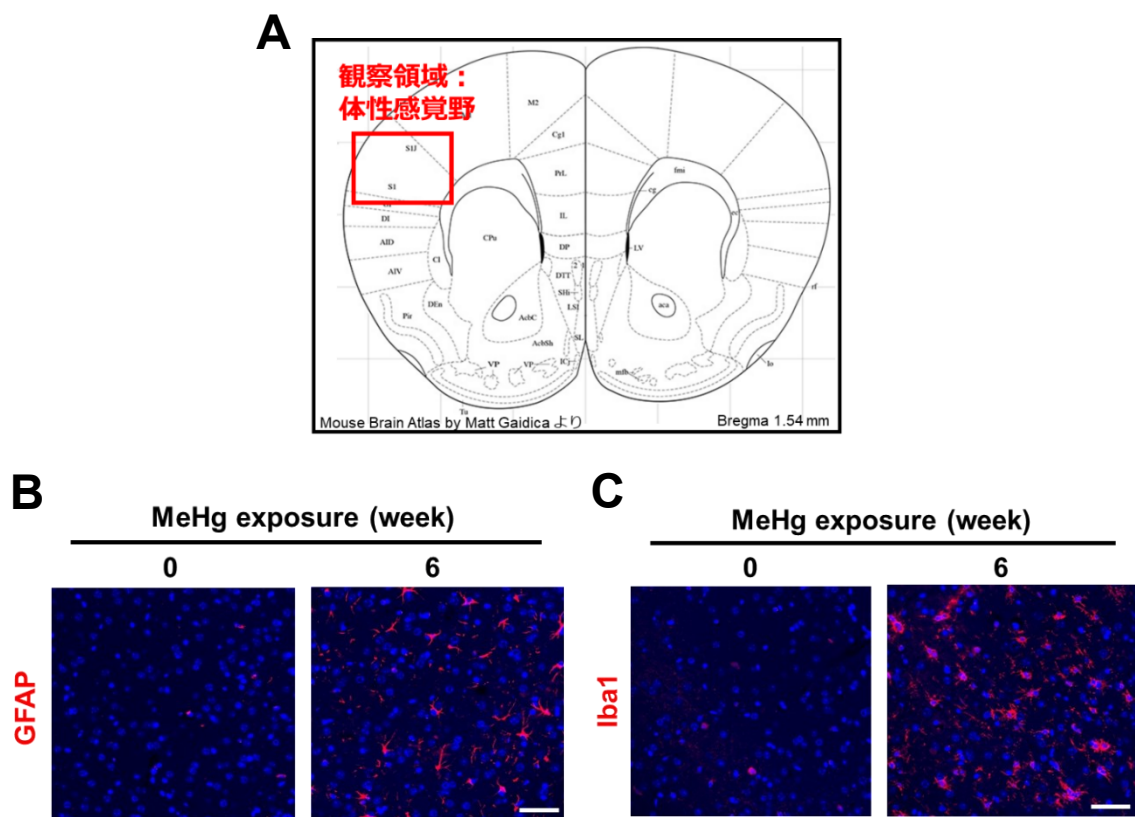 A
観察領域：
体性感覚野
M2
Cg1
S1J
PrL
fmi
S1
cg
IL
DI
CPu
DP
LV
AID
Cl
DTT
AIV
SHi
rf
DEn
LSI
aca
Pir
AcbC
AcbSh
SL
ICj
VP
VP
mfb
lo
Tu
Mouse Brain Atlas by Matt Gaidica より
Bregma 1.54 mm
B
MeHg exposure (week)
0
6
GFAP
C
MeHg exposure (week)
0
6
Iba1